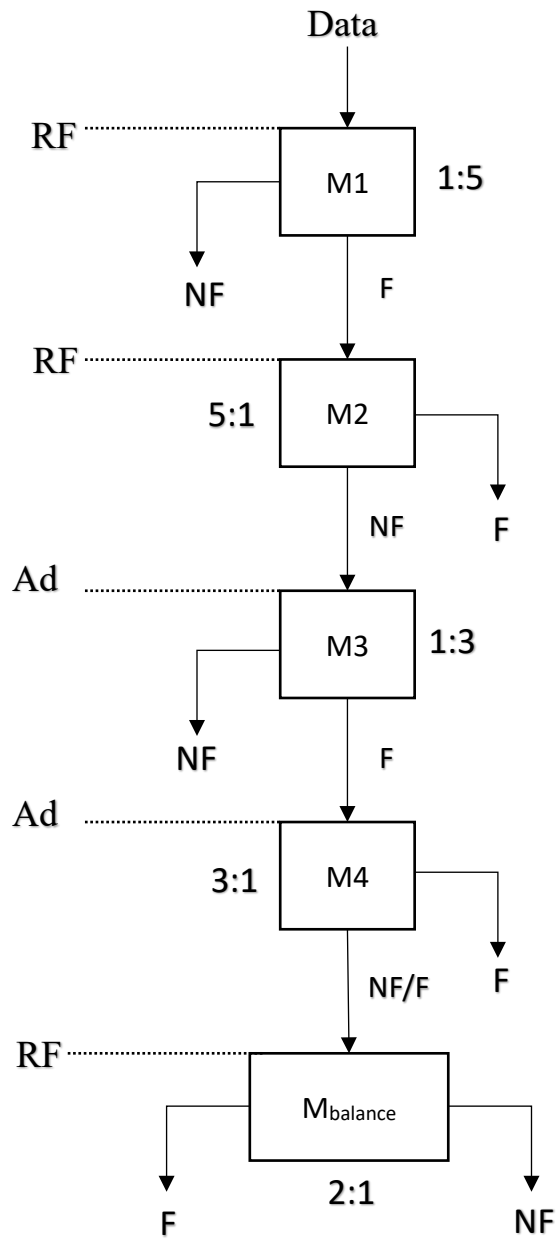 Data
RF
M1
1:5
NF
F
RF
M2
5:1
NF
F
Ad
M3
1:3
NF
F
Ad
M4
3:1
F
NF/F
RF
Mbalance
F
2:1
NF